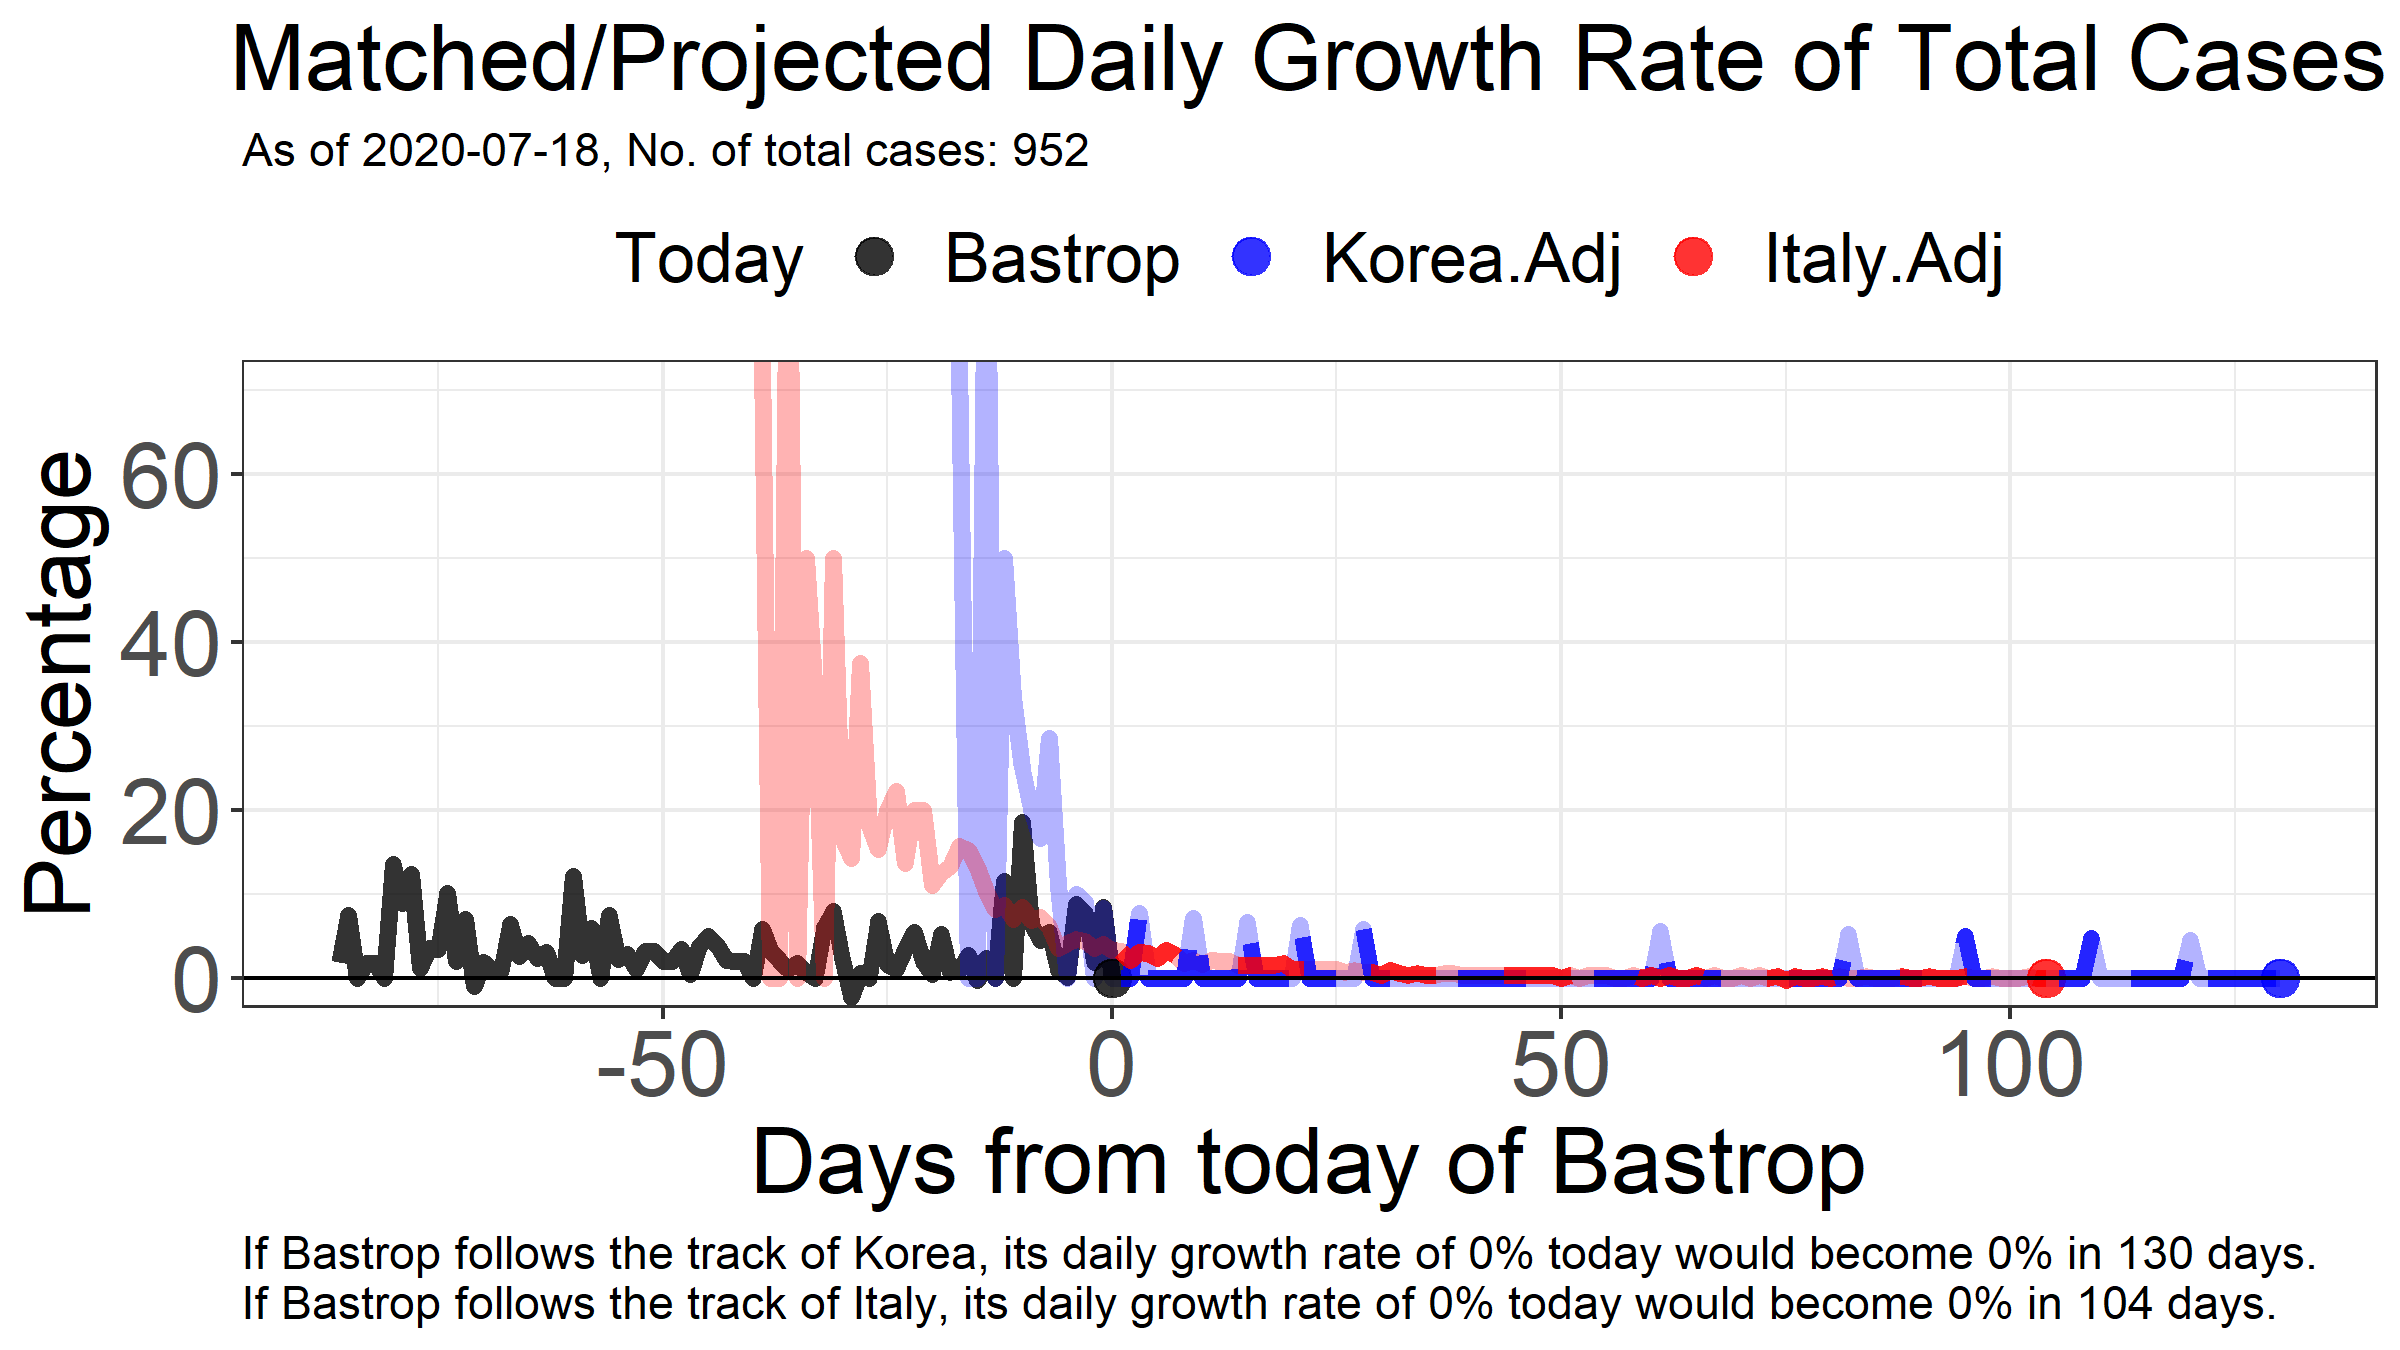 Matched/Projected Daily Growth Rate of Total Cases
As of 2020-07-18, No. of total cases: 952
Today Bastrop Korea.Adj Italy.Adj
Percentage
60
40
20
0
-50 0 50 100
Days from today of Bastrop
If Bastrop follows the track of Korea, its daily growth rate of 0% today would become 0% in 130 days.
If Bastrop follows the track of Italy, its daily growth rate of 0% today would become 0% in 104 days.